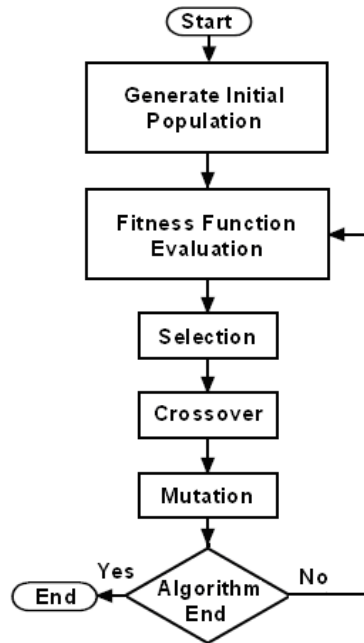 Start
Generate Initial
Population
Fitness Function
Evaluation
Selection
Crossover
Mutation
Yes
No
End
Algorithm
End